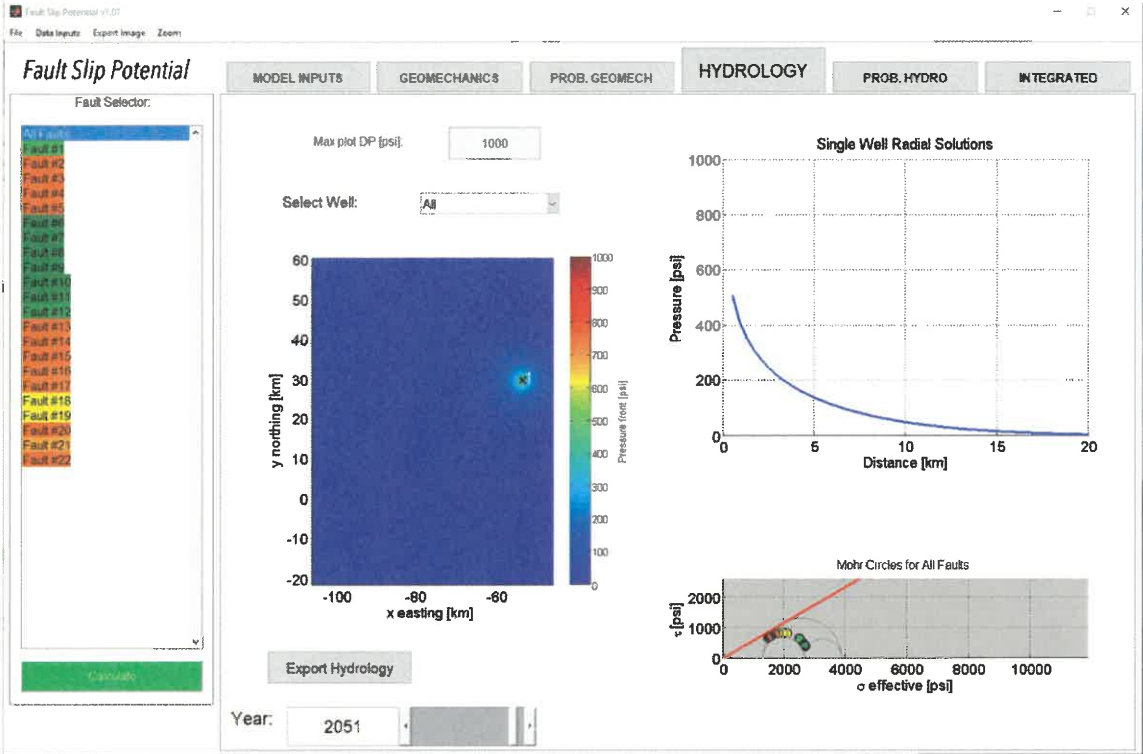 Fault Slip Potential v1.07
File Data Inputs Export Image Zoom
Fault Slip Potential
MODEL INPUTS GEOMECHANICS PROB. GEOMECH HYDROLOGY PROB. HYDRO INTEGRATED
Fault Selector:
All Faults
Fault #1
Fault #2
Fault #3
Fault #4
Fault #5
Fault #6
Fault #7
Fault #8
Fault #9
Fault #10
Fault #11
Fault #12
Fault #13
Fault #14
Fault #15
Fault #16
Fault #17
Fault #18
Fault #19
Fault #20
Fault #21
Fault #22
Calculate
Max plot DP [psi]: 1000
Select Well: All
60
50
40
30
20
10
0
-10
-20
y northing [km]
-100 -80 -60
x easting [km]
1000
900
800
700
600
500
400
300
200
100
0
Pressure front [psi]
Export Hydrology
Year: 2051
Single Well Radial Solutions
1000
800
600
400
200
0
Pressure [psi]
0 5 10 15 20
Distance [km]
Mohr Circles for All Faults
2000
1000
0
τ [psi]
0 2000 4000 6000 8000 10000
σ effective [psi]